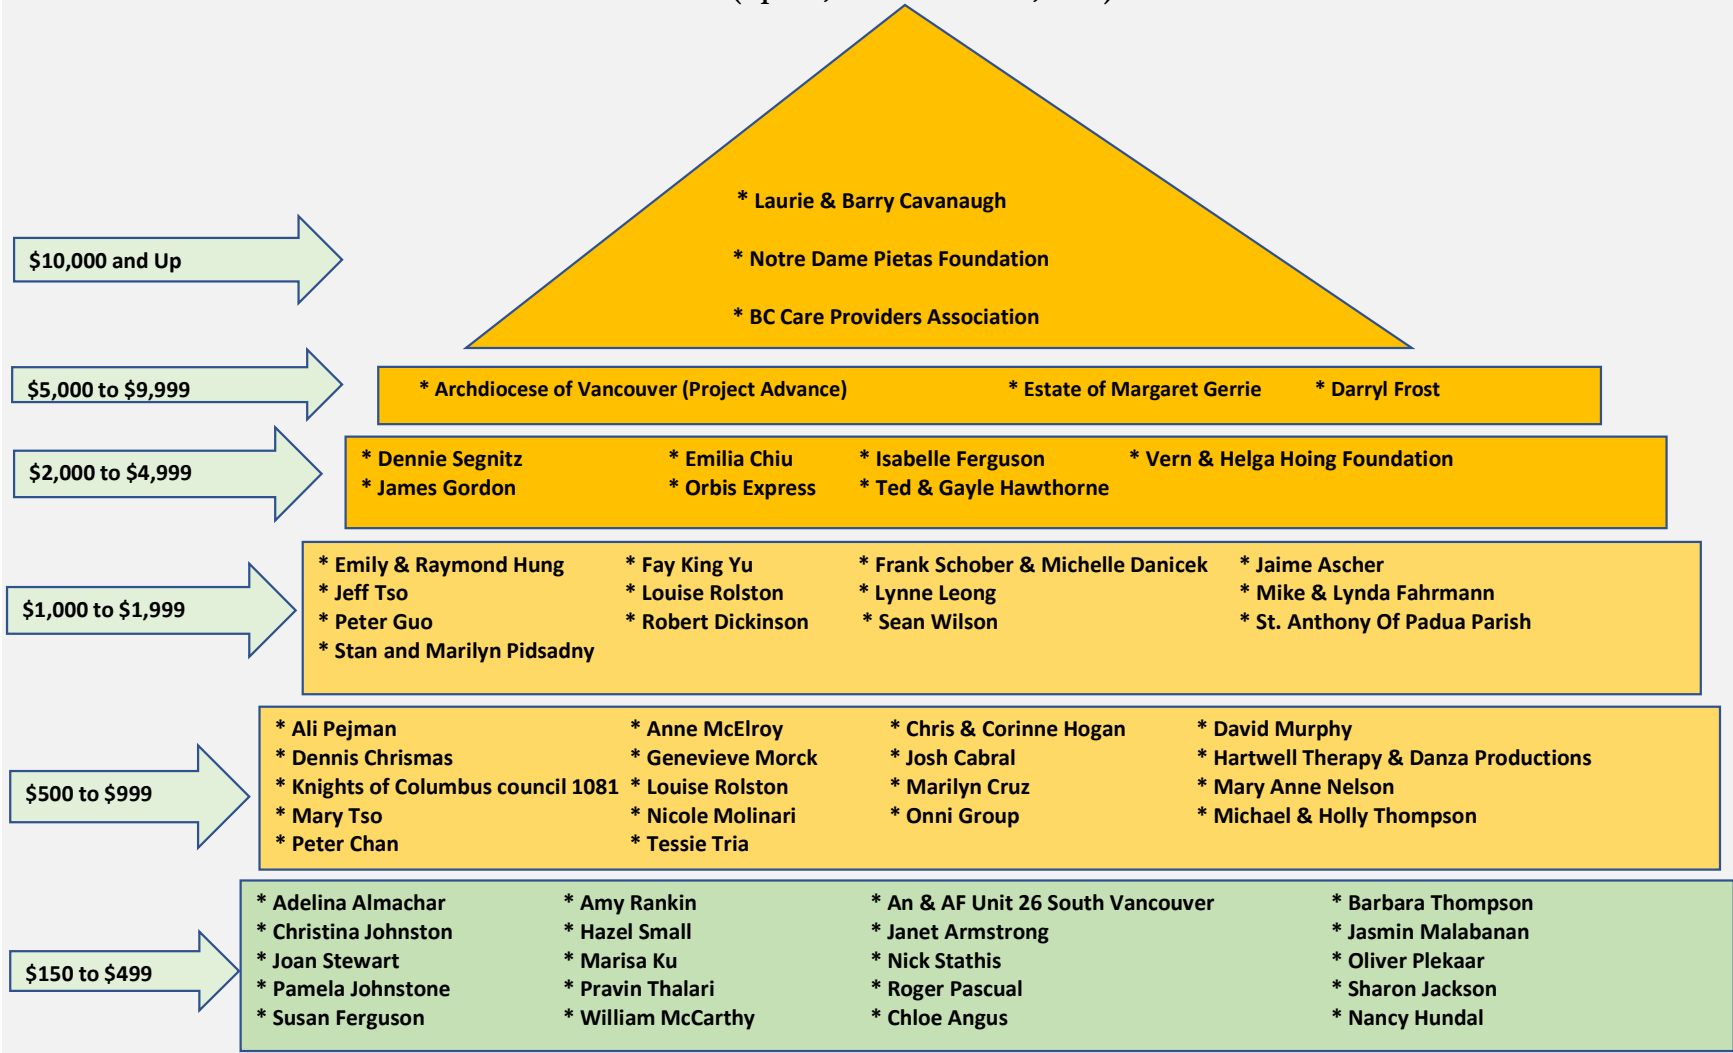 * Laurie & Barry Cavanaugh
$10,000 and Up
* Notre Dame Pietas Foundation
* BC Care Providers Association
$5,000 to $9,999
* Archdiocese of Vancouver (Project Advance) * Estate of Margaret Gerrie * Darryl Frost
$2,000 to $4,999
* Dennie Segnitz * Emilia Chiu * Isabelle Ferguson * Vern & Helga Hoing Foundation
* James Gordon * Orbis Express * Ted & Gayle Hawthorne
$1,000 to $1,999
* Emily & Raymond Hung * Fay King Yu * Frank Schober & Michelle Danicek * Jaime Ascher
* Jeff Tso * Louise Rolston * Lynne Leong * Mike & Lynda Fahrmann
* Peter Guo * Robert Dickinson * Sean Wilson * St. Anthony Of Padua Parish
* Stan and Marilyn Pidsadny
$500 to $999
* Ali Pejman * Anne McElroy * Chris & Corinne Hogan * David Murphy
* Dennis Chrismas * Genevieve Morck * Josh Cabral * Hartwell Therapy & Danza Productions
* Knights of Columbus council 1081 * Louise Rolston * Marilyn Cruz * Mary Anne Nelson
* Mary Tso * Nicole Molinari * Onni Group * Michael & Holly Thompson
* Peter Chan * Tessie Tria
$150 to $499
* Adelina Almachar * Amy Rankin * An & AF Unit 26 South Vancouver * Barbara Thompson
* Christina Johnston * Hazel Small * Janet Armstrong * Jasmin Malabanan
* Joan Stewart * Marisa Ku * Nick Stathis * Oliver Plekaar
* Pamela Johnstone * Pravin Thalari * Roger Pascual * Sharon Jackson
* Susan Ferguson * William McCarthy * Chloe Angus * Nancy Hundal